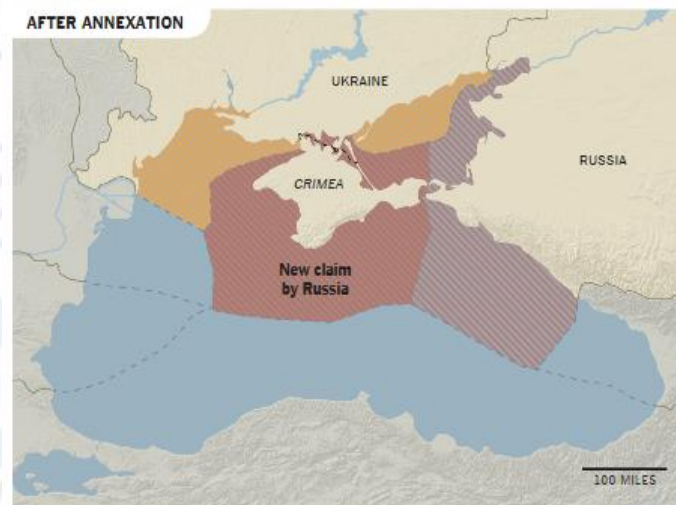 AFTER ANNEXATION
UKRAINE
RUSSIA
CRIMEA
New claim
by Russia
100 MILES